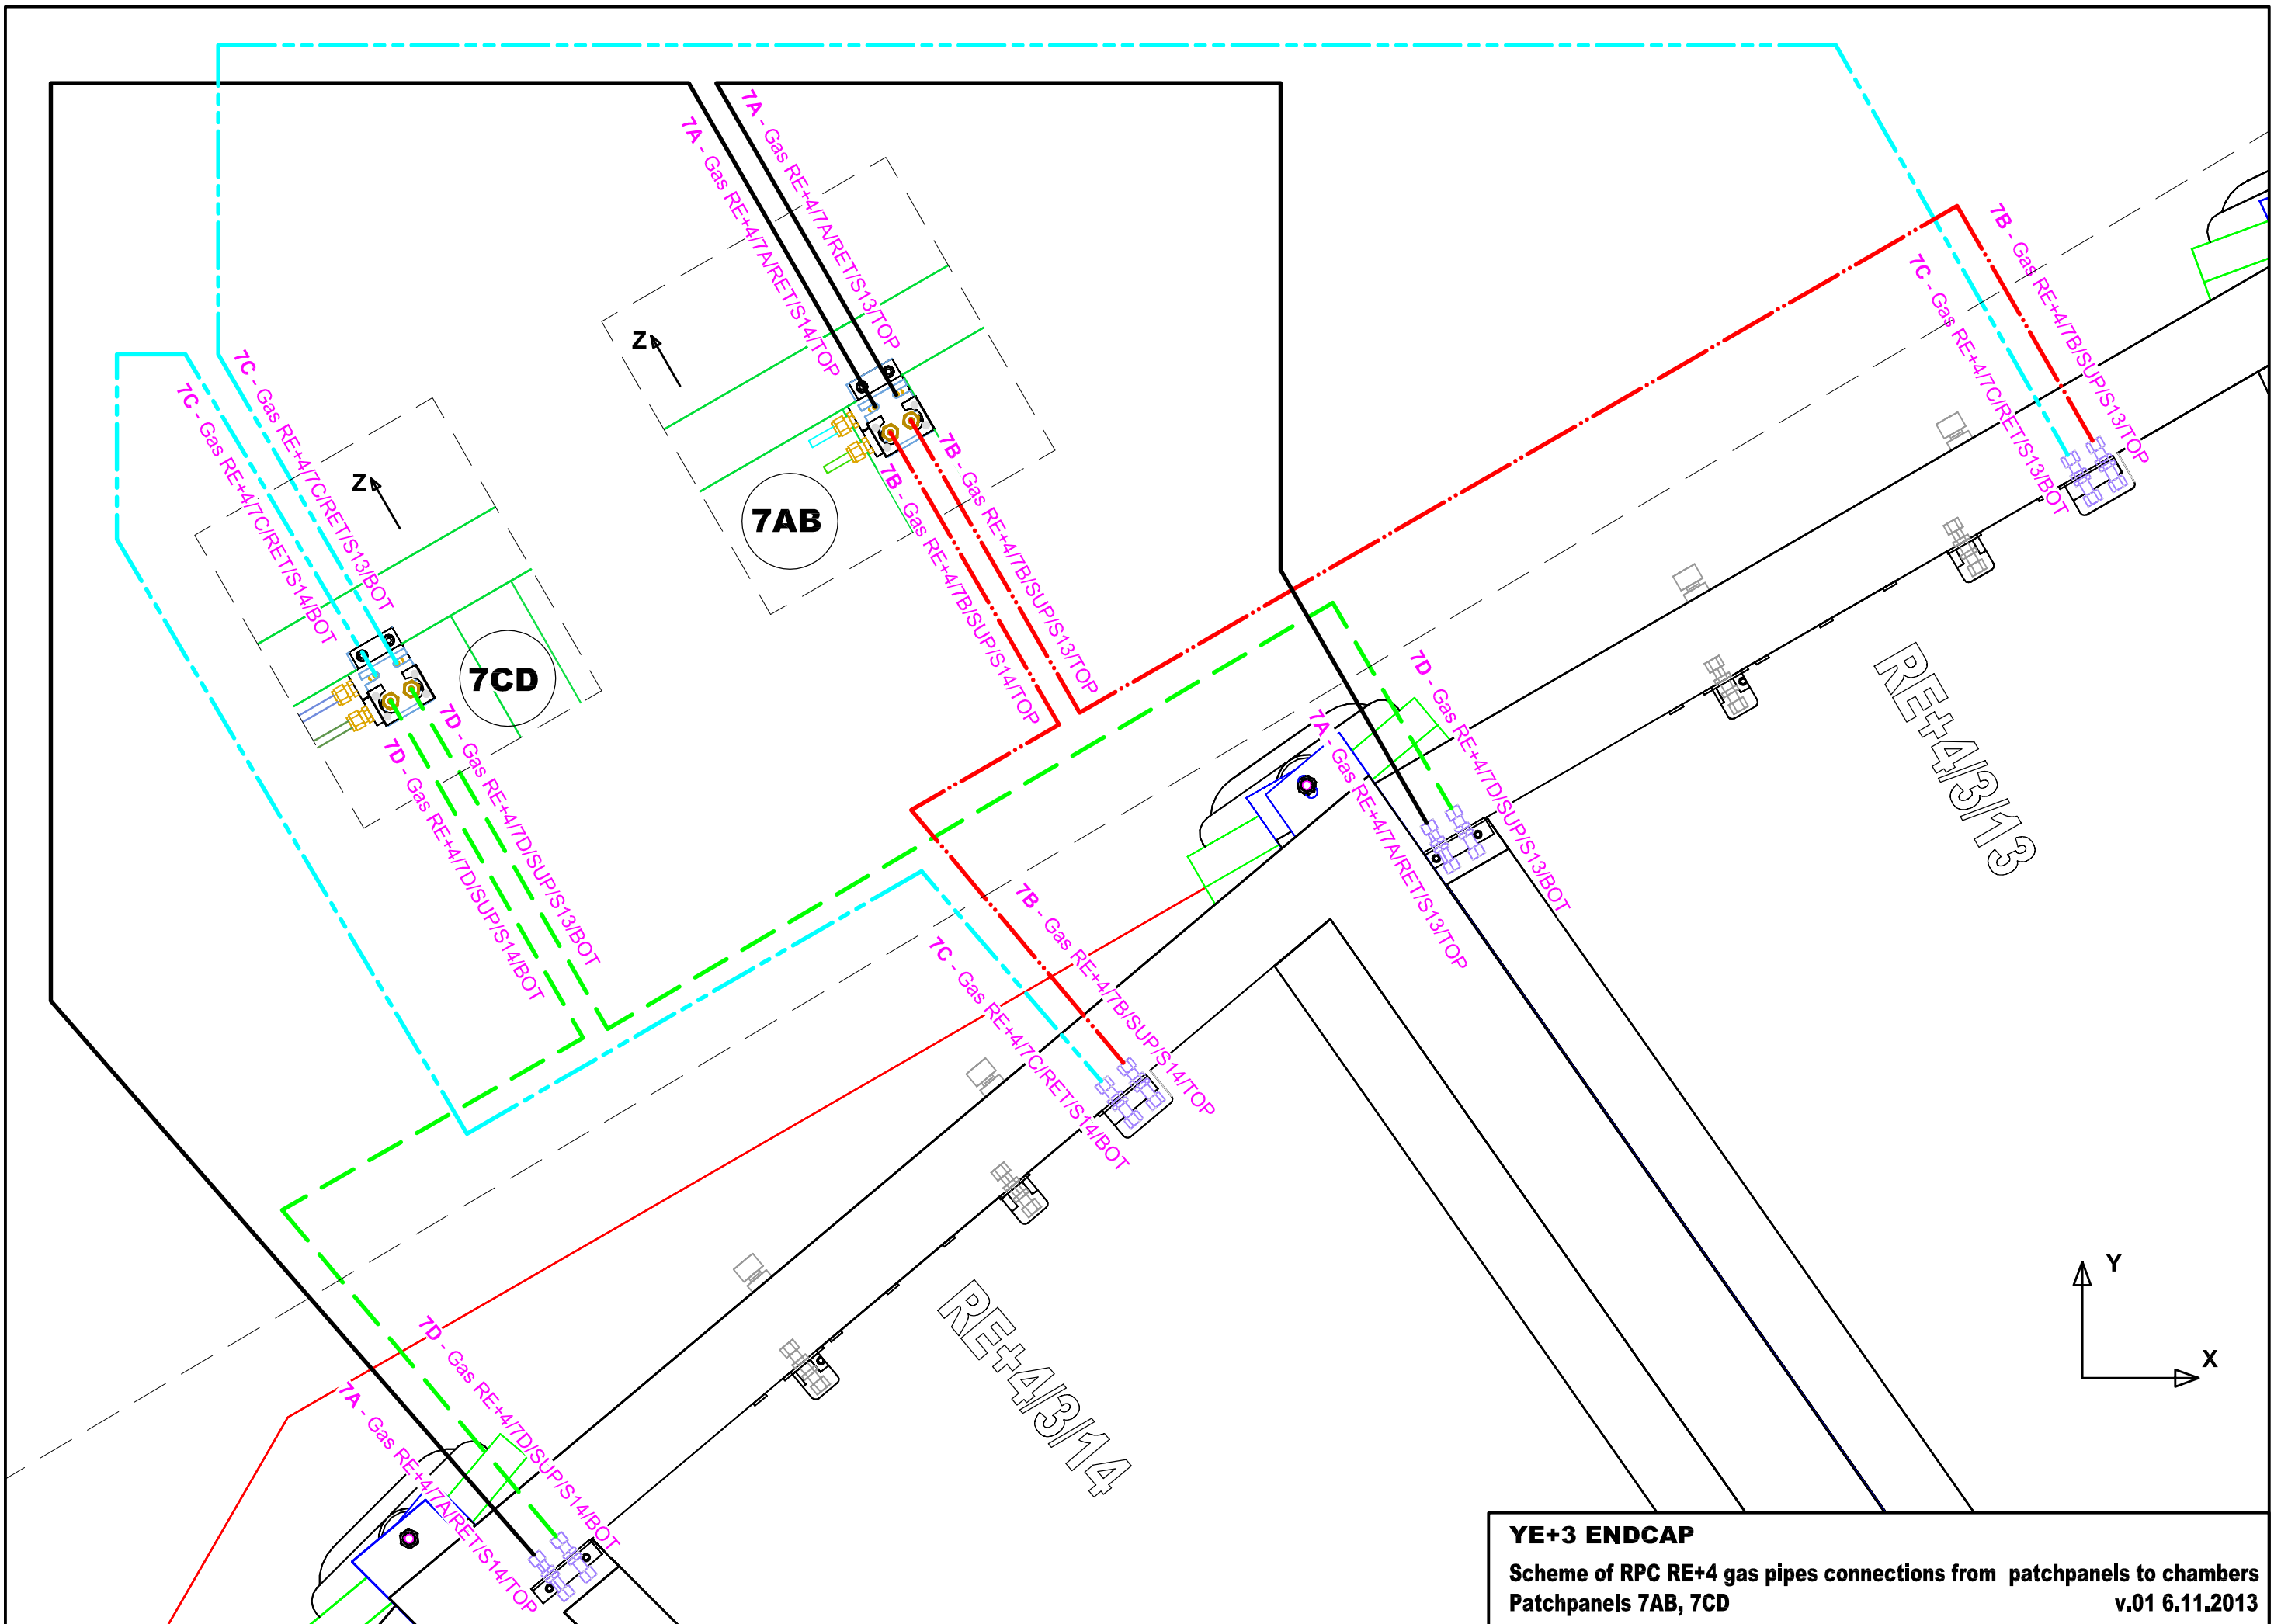 7A - Gas RE+4/7A/RET/S13/TOP
7A - Gas RE+4/7A/RET/S14/TOP
7B - Gas RE+4/7B/SUP/S13/TOP
7C - Gas RE+4/7C/RET/S13/BOT
Z
7C - Gas RE+4/7C/RET/S13/BOT
7C - Gas RE+4/7C/RET/S14/BOT
Z
7AB
7B - Gas RE+4/7B/SUP/S13/TOP
7B - Gas RE+4/7B/SUP/S14/TOP
7CD
7D - Gas RE+4/7D/SUP/S13/BOT
7D - Gas RE+4/7D/SUP/S14/BOT
7D - Gas RE+4/7D/SUP/S13/BOT
7A - Gas RE+4/7A/RET/S13/TOP
RE+4/3/13
7B - Gas RE+4/7B/SUP/S14/TOP
7C - Gas RE+4/7C/RET/S14/BOT
RE+4/3/14
7D - Gas RE+4/7D/SUP/S14/BOT
7A - Gas RE+4/7A/RET/S14/TOP
Y
X
YE+3 ENDCAP
Scheme of RPC RE+4 gas pipes connections from patchpanels to chambers
Patchpanels 7AB, 7CD
v.01 6.11.2013